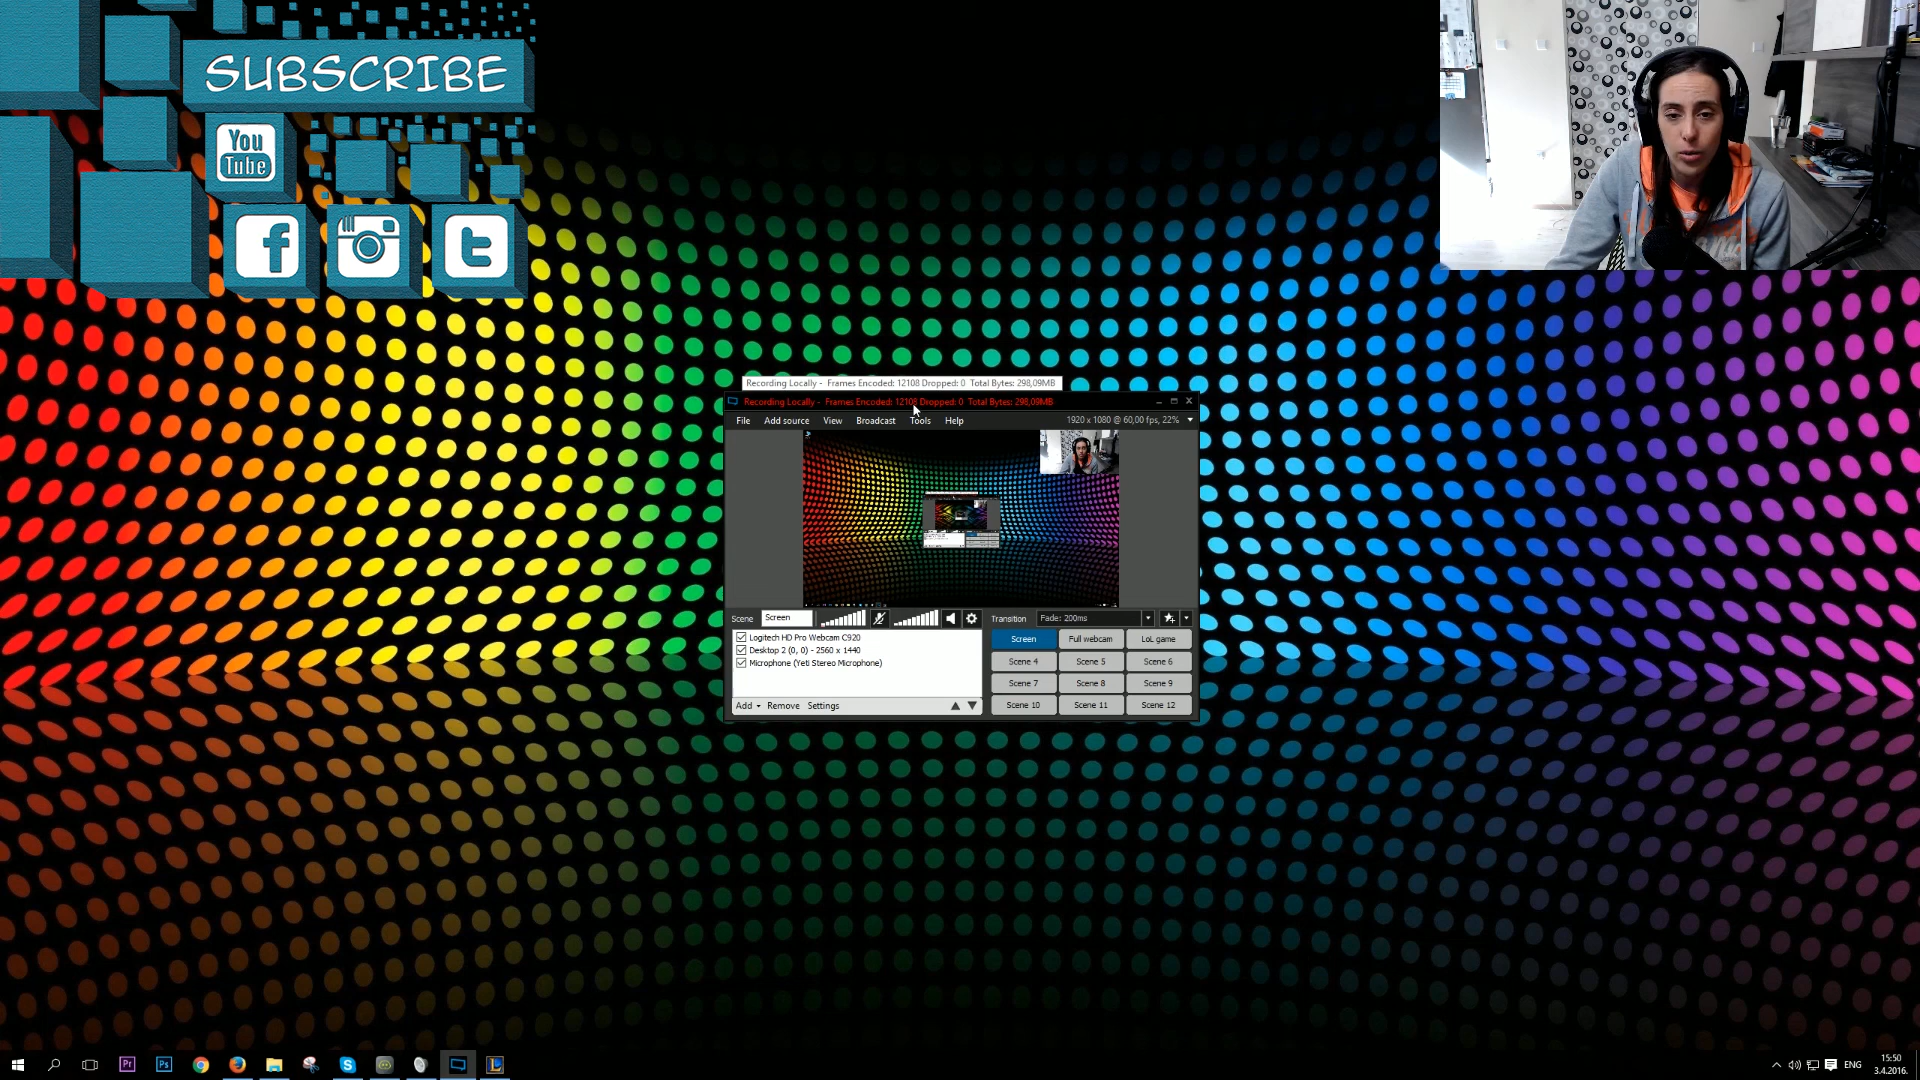 SUBSCRIBE
You
Tube
Recording Locally - Frames Encoded: 12108 Dropped: 0 Total Bytes: 298,09MB
Recording Locally - Frames Encoded: 12108 Dropped: 0 Total Bytes: 298,09MB
File Add source View Broadcast Tools Help 1920 x 1080 @ 60,00 fps, 22%
Scene Screen Transition Fade: 200ms
Logitech HD Pro Webcam C920
Desktop 2 (0, 0) - 2560 x 1440
Microphone (Yeti Stereo Microphone)
Add Remove Settings
Screen Full webcam LoL game
Scene 4 Scene 5 Scene 6
Scene 7 Scene 8 Scene 9
Scene 10 Scene 11 Scene 12
Pr Ps S L ENG
15:50
3.4.2016.